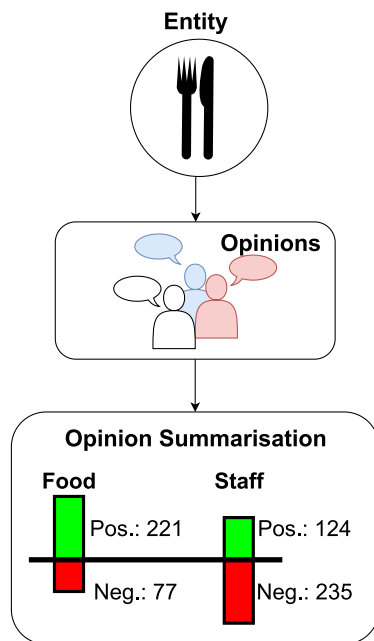 Entity
Opinions
Opinion Summarisation
Food Staff
Pos.: 221 Pos.: 124
Neg.: 77 Neg.: 235